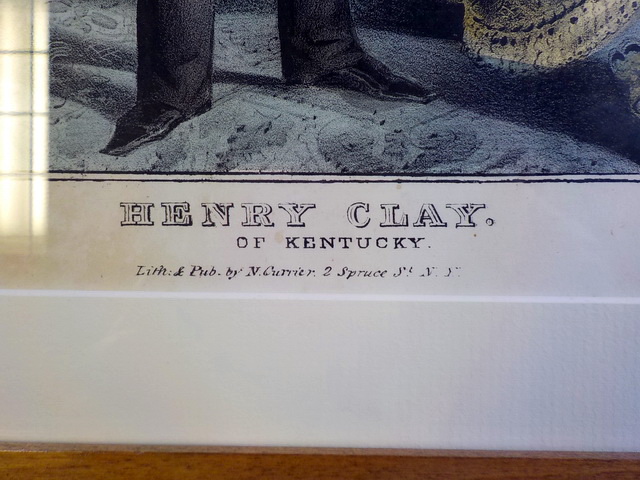 HENRY CLAY.
OF KENTUCKY.
Lith: & Pub. by N. Currier, 2 Spruce St. N. Y.